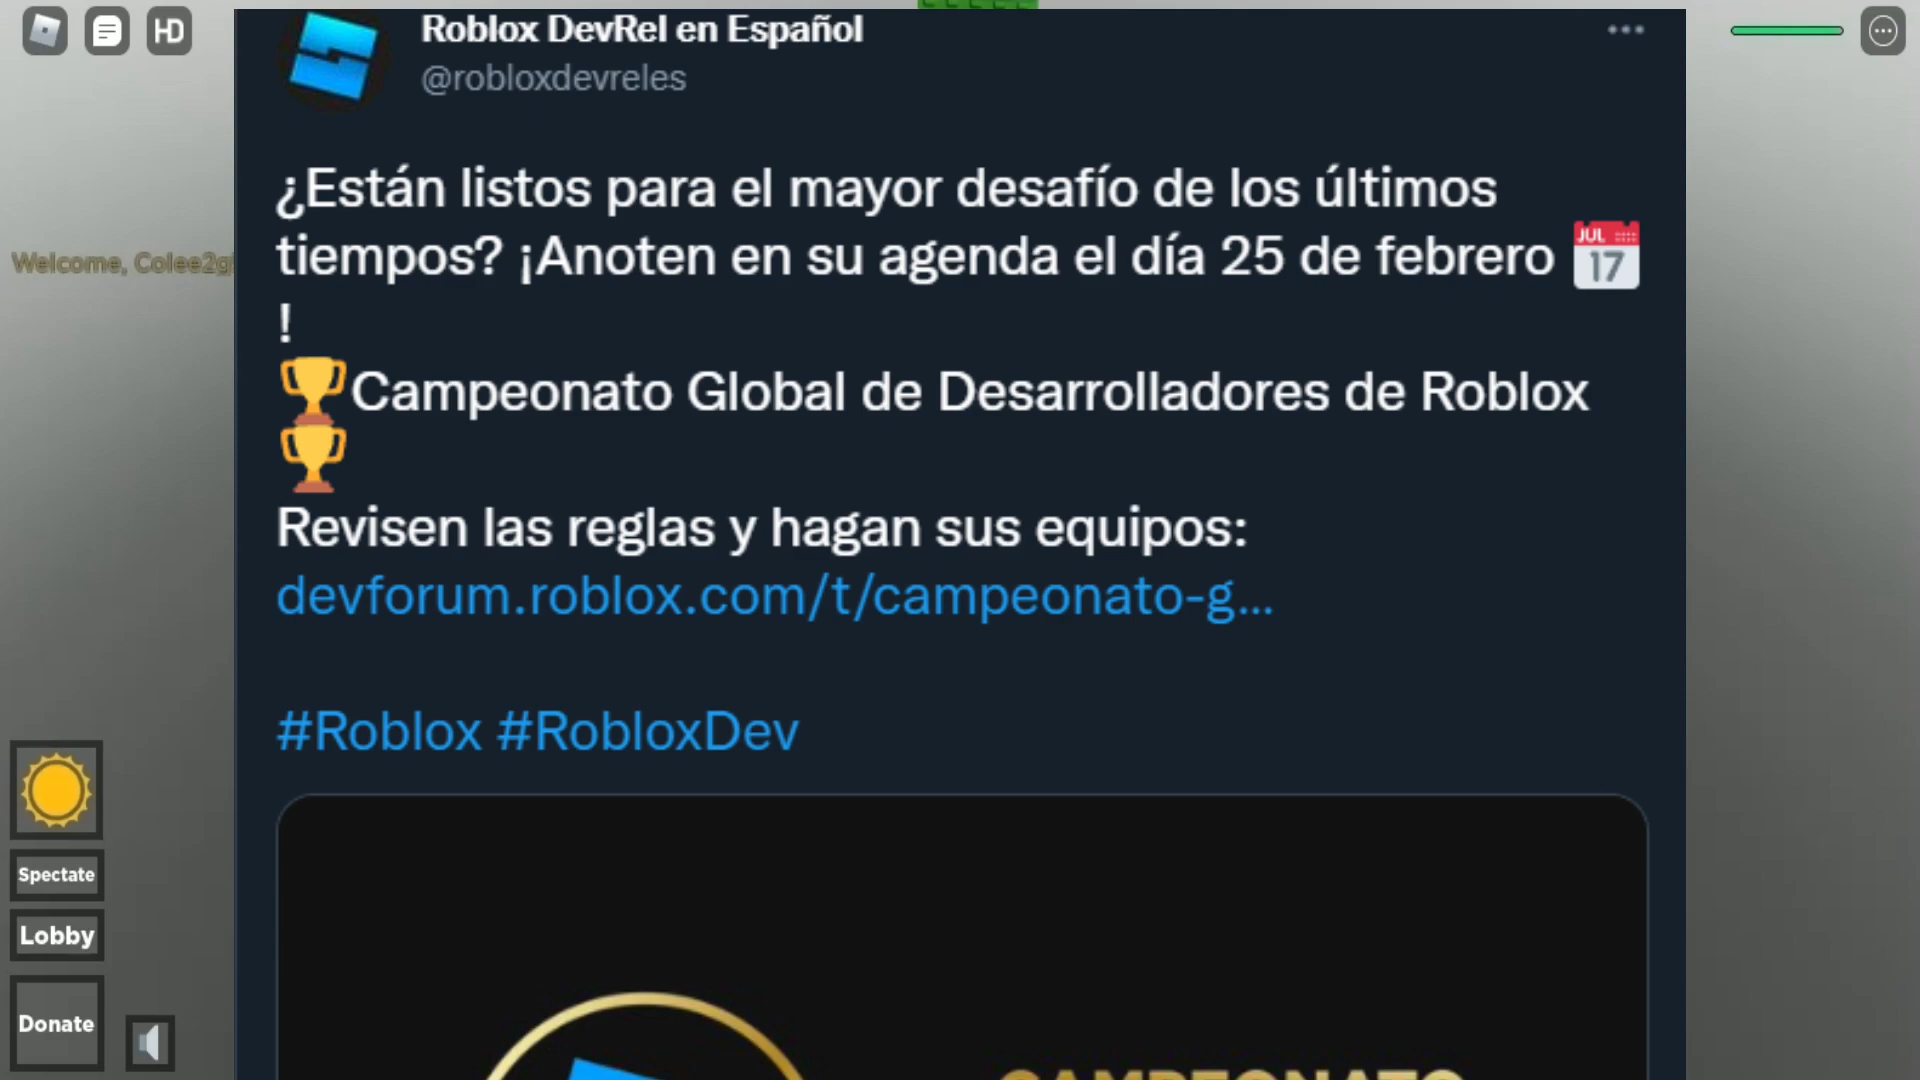 HD
Roblox DevRel en Español
@robloxdevreles
¿Están listos para el mayor desafío de los últimos
tiempos? ¡Anoten en su agenda el día 25 de febrero
JUL
17
!
Campeonato Global de Desarrolladores de Roblox
Revisen las reglas y hagan sus equipos:
devforum.roblox.com/t/campeonato-g...
#Roblox #RobloxDev
Welcome,
Spectate
Lobby
Donate
CAMPEONATO